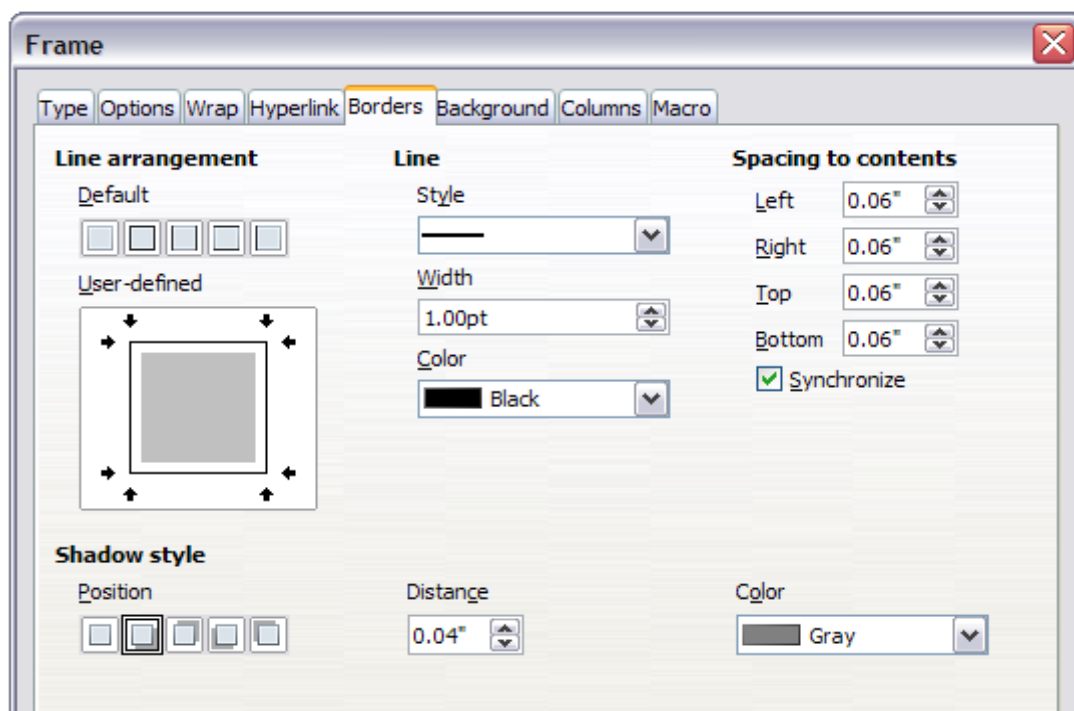 Frame
Type Options Wrap Hyperlink Borders Background Columns Macro
Line arrangement
Default
User-defined
Line
Style
Width
1.00pt
Color
Black
Spacing to contents
Left 0.06"
Right 0.06"
Top 0.06"
Bottom 0.06"
Synchronize
Shadow style
Position
Distance
0.04"
Color
Gray